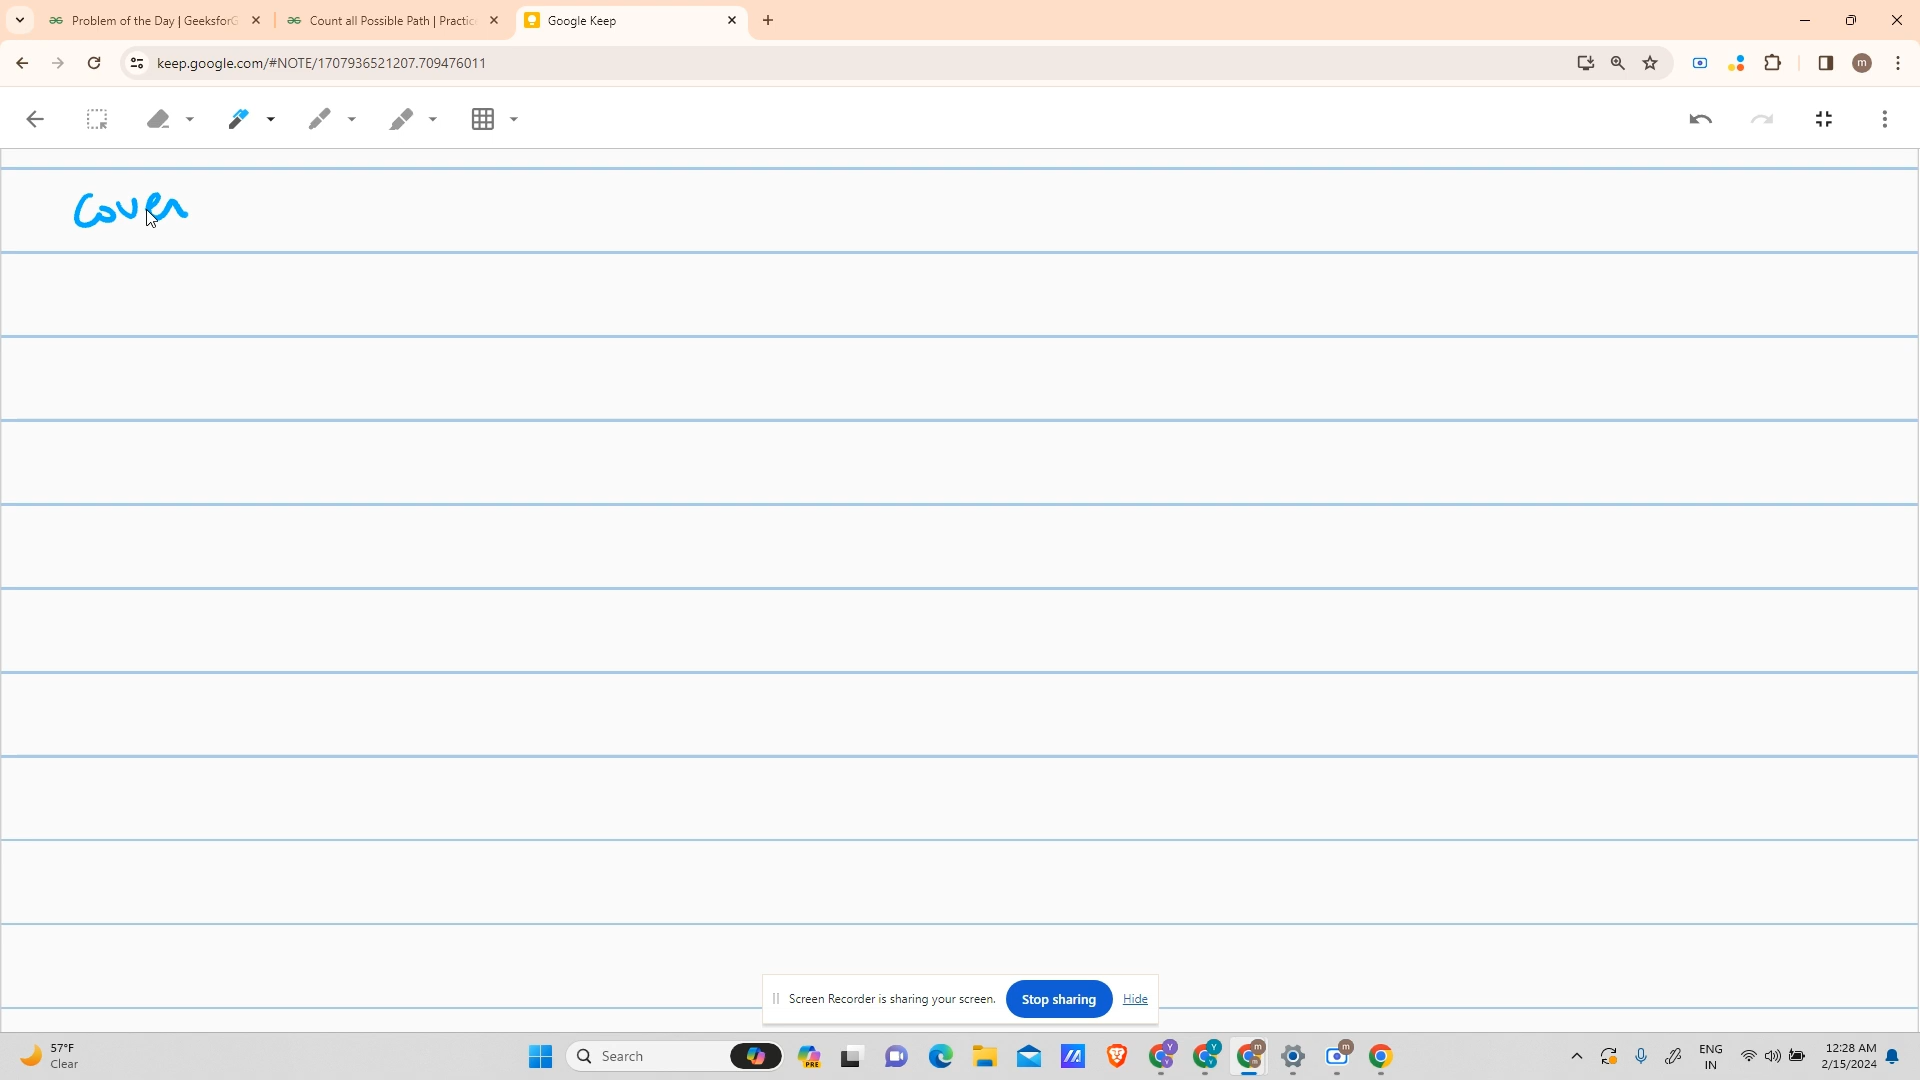 Problem of the Day | GeeksforG
Count all Possible Path | Practice
Google Keep
keep.google.com/#NOTE/1707936521207.709476011
m
Cover
Screen Recorder is sharing your screen.
Stop sharing
Hide
57°F
Clear
Search
PRE
Y
Y
m
m
ENG
IN
12:28 AM
2/15/2024